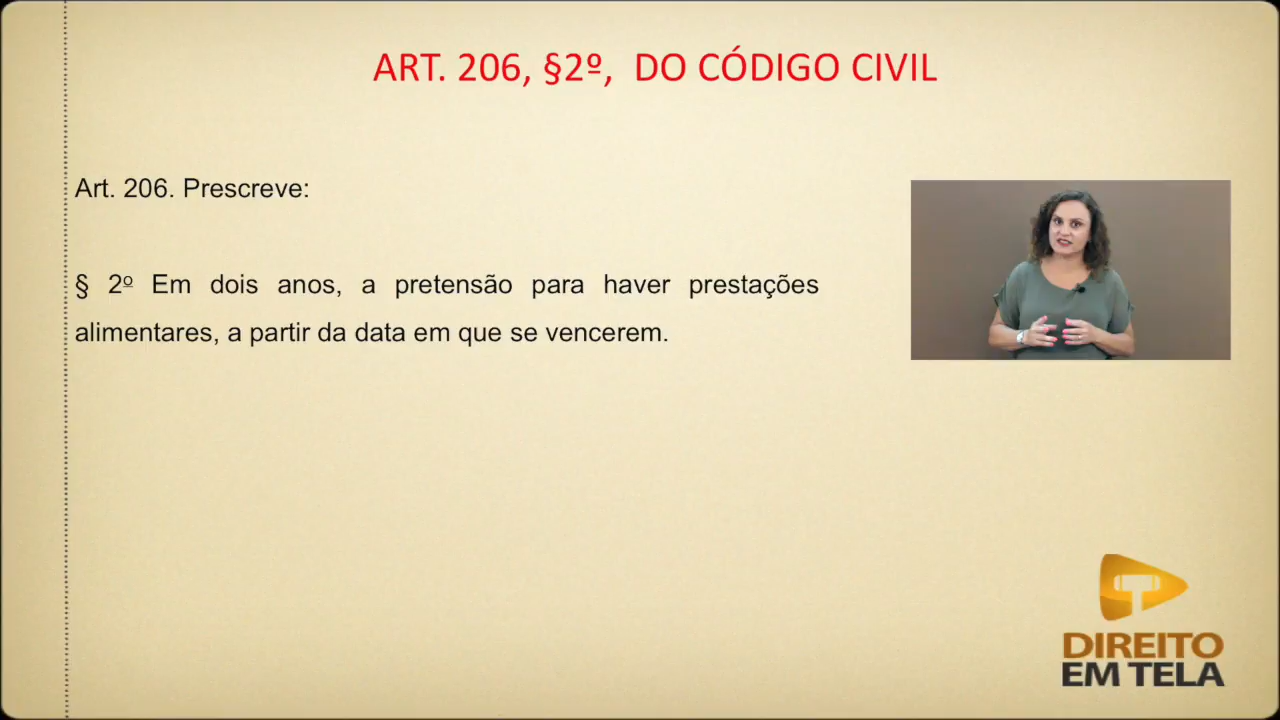 ART. 206, §2º, DO CÓDIGO CIVIL
Art. 206. Prescreve:
§ 2º Em dois anos, a pretensão para haver prestações
alimentares, a partir da data em que se vencerem.
DIREITO
EM TELA